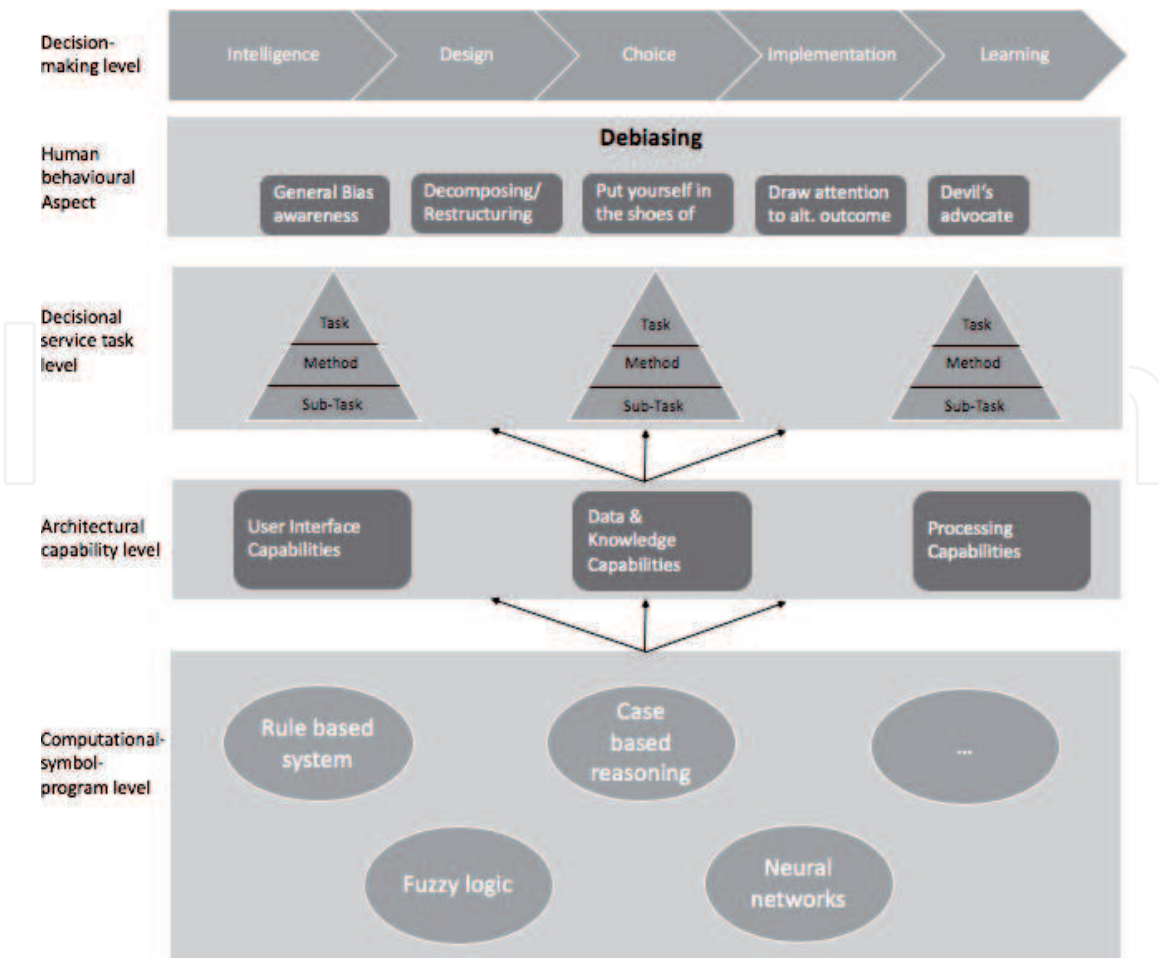 Decision-
making level
Intelligence
Design
Choice
Implementation
Learning
Human
behavioural
Aspect
Debiasing
General Bias
awareness
Decomposing/
Restructuring
Put yourself in
the shoes of
Draw attention
to alt. outcome
Devil's
advocate
Decisional
service task
level
Task
Method
Sub-Task
Task
Method
Sub-Task
Task
Method
Sub-Task
Architectural
capability level
User Interface
Capabilities
Data &
Knowledge
Capabilities
Processing
Capabilities
Computational-
symbol-
program level
Rule based
system
Case
based
reasoning
...
Fuzzy logic
Neural
networks